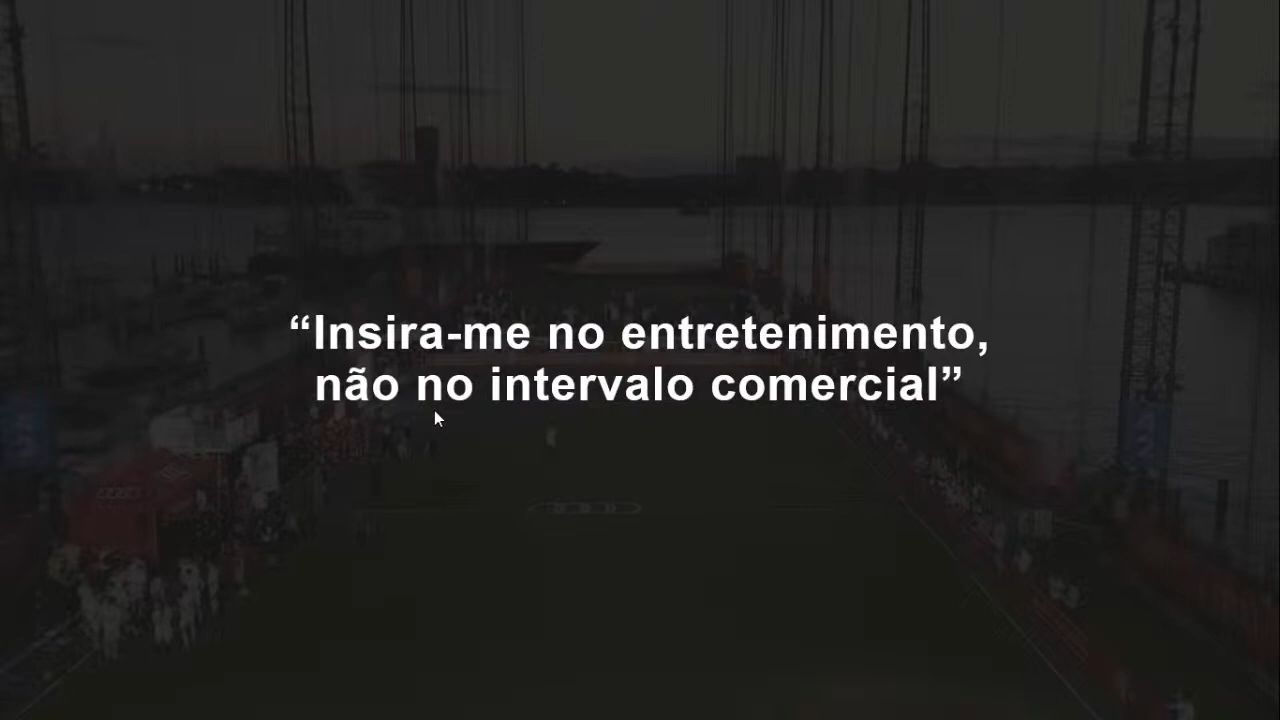 “Insira-me no entretenimento,
não no intervalo comercial”